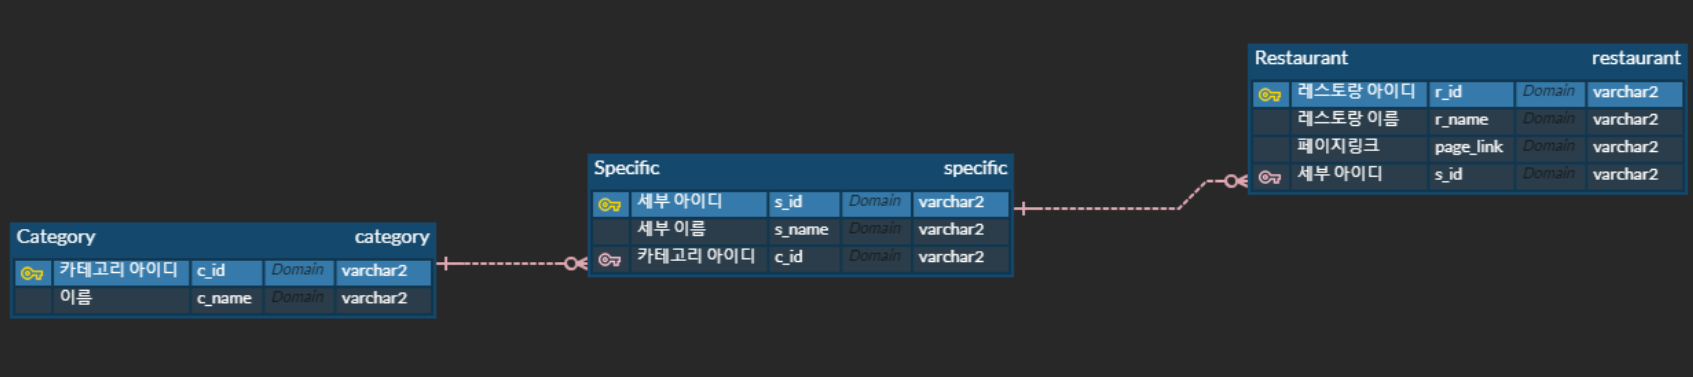 Category category
카테고리 아이디 c_id Domain varchar2
이름 c_name Domain varchar2
Specific specific
세부 아이디 s_id Domain varchar2
세부 이름 s_name Domain varchar2
카테고리 아이디 c_id Domain varchar2
Restaurant restaurant
레스토랑 아이디 r_id Domain varchar2
레스토랑 이름 r_name Domain varchar2
페이지링크 page_link Domain varchar2
세부 아이디 s_id Domain varchar2